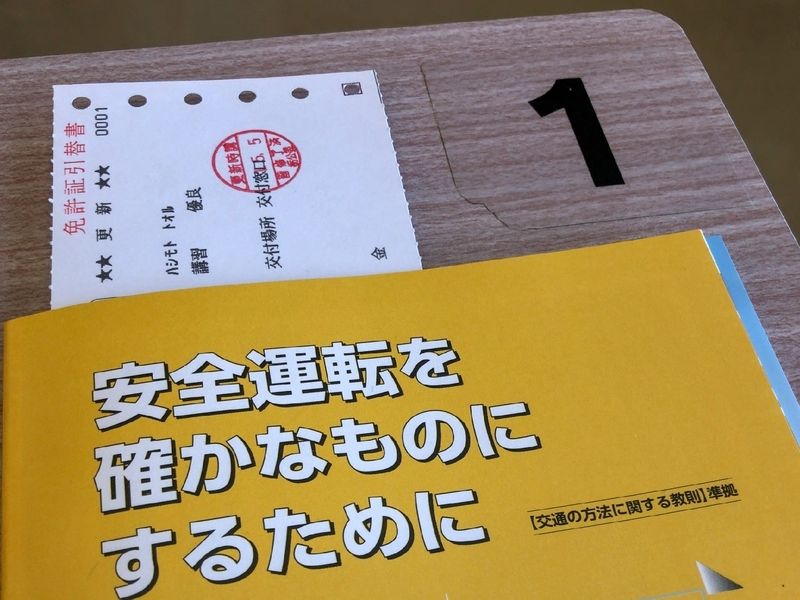 免許証引替書 0001
★★ 更新 ★★
ハシモト トオル
講習 優良
交付場所 交付窓口5
金
1
安全運転を
確かなものに
するために
【交通の方法に関する教則】準拠